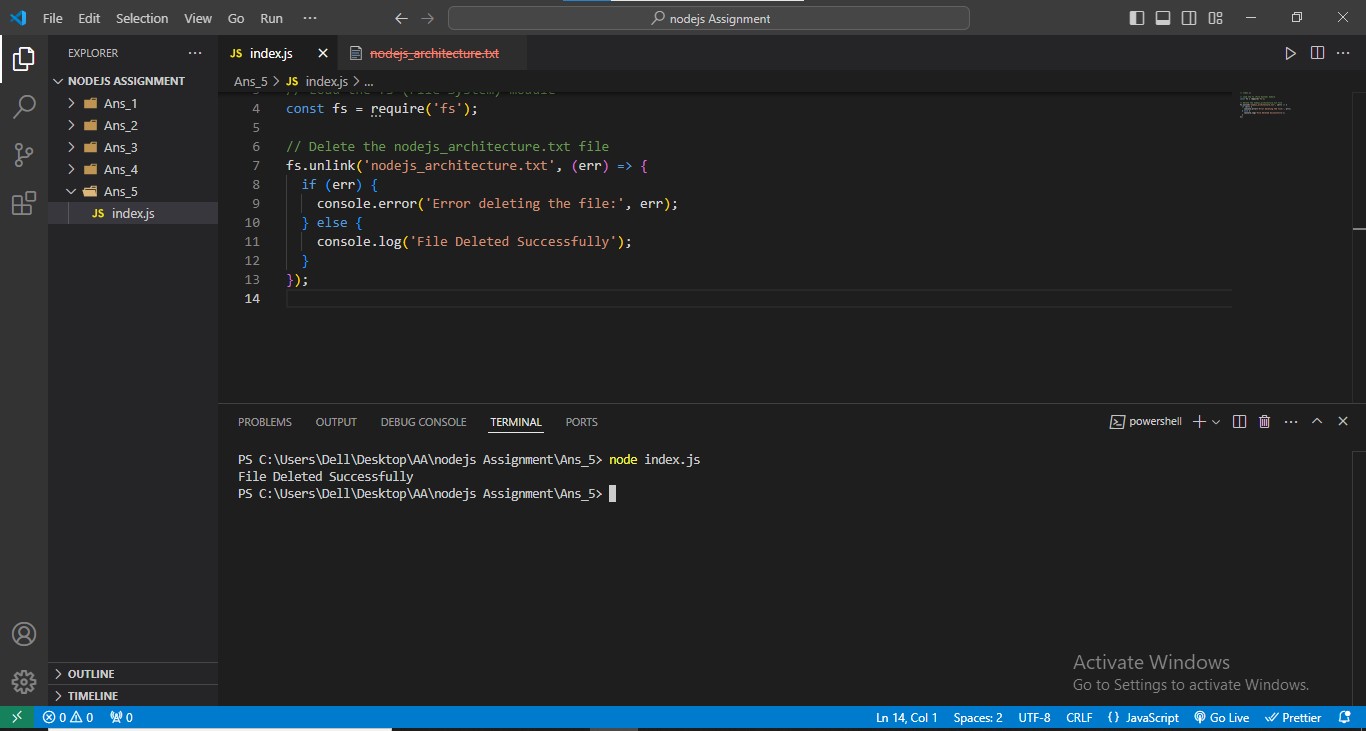 File Edit Selection View Go Run ··· nodejs Assignment
EXPLORER ···
NODEJS ASSIGNMENT
Ans_1
Ans_2
Ans_3
Ans_4
Ans_5
JS index.js
JS index.js nodejs_architecture.txt
Ans_5 > JS index.js > ...
4 const fs = require('fs');
5
6 // Delete the nodejs_architecture.txt file
7 fs.unlink('nodejs_architecture.txt', (err) => {
8 if (err) {
9 console.error('Error deleting the file:', err);
10 } else {
11 console.log('File Deleted Successfully');
12 }
13 });
14
PROBLEMS OUTPUT DEBUG CONSOLE TERMINAL PORTS powershell
PS C:\Users\Dell\Desktop\AA\nodejs Assignment\Ans_5> node index.js
File Deleted Successfully
PS C:\Users\Dell\Desktop\AA\nodejs Assignment\Ans_5>
Activate Windows
Go to Settings to activate Windows.
OUTLINE
TIMELINE
0 0 0 Ln 14, Col 1 Spaces: 2 UTF-8 CRLF {} JavaScript Go Live Prettier